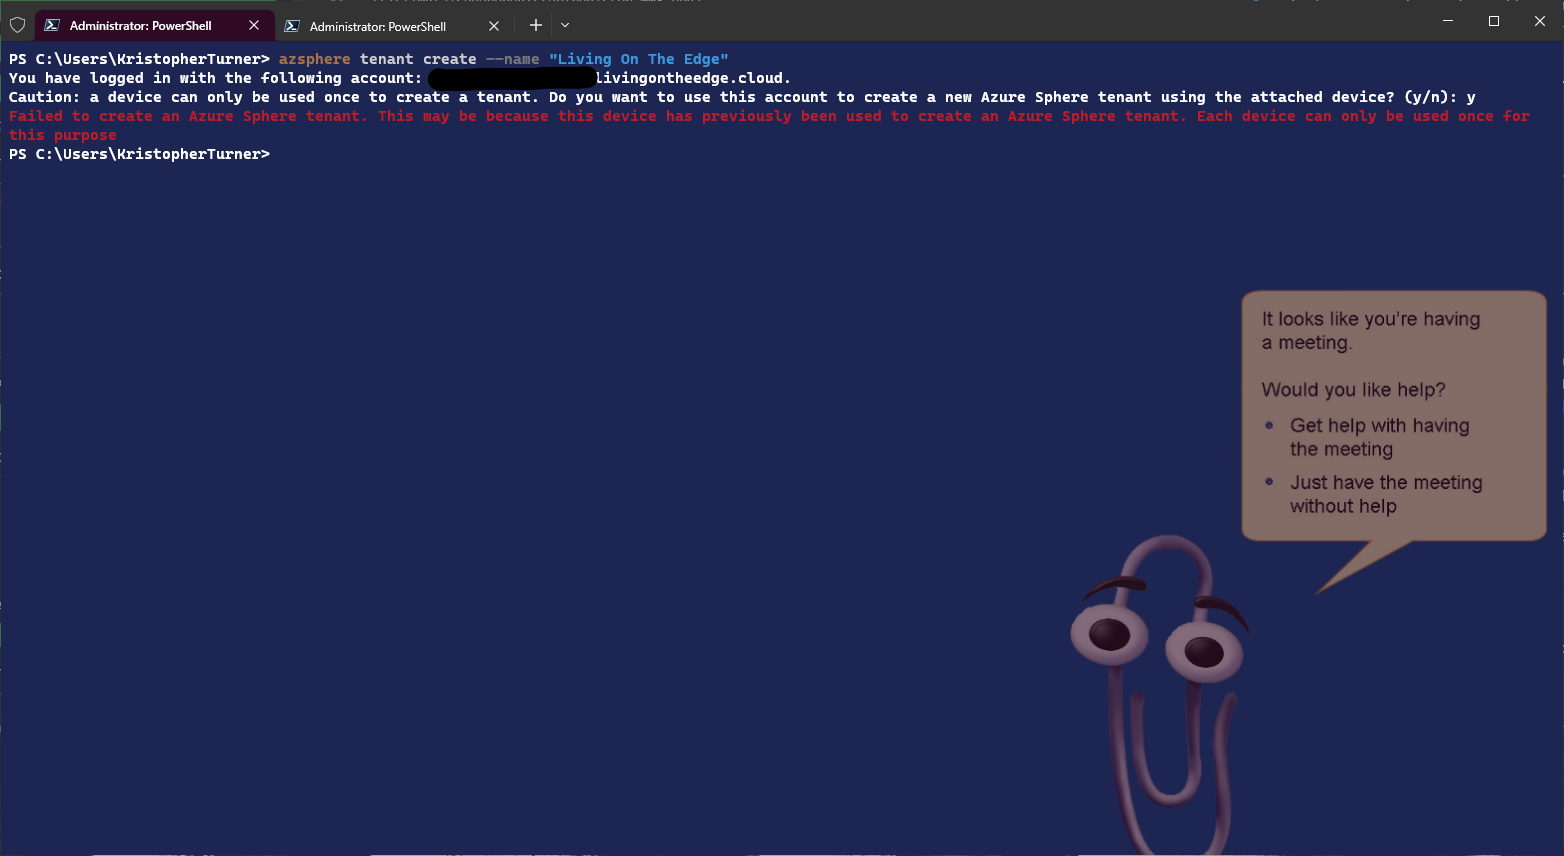 Administrator: PowerShell
Administrator: PowerShell
PS C:\Users\KristopherTurner> azsphere tenant create --name "Living On The Edge"
You have logged in with the following account: livingontheedge.cloud.
Caution: a device can only be used once to create a tenant. Do you want to use this account to create a new Azure Sphere tenant using the attached device? (y/n): y
Failed to create an Azure Sphere tenant. This may be because this device has previously been used to create an Azure Sphere tenant. Each device can only be used once for
this purpose
PS C:\Users\KristopherTurner>
It looks like you're having
a meeting.
Would you like help?
• Get help with having
the meeting
• Just have the meeting
without help